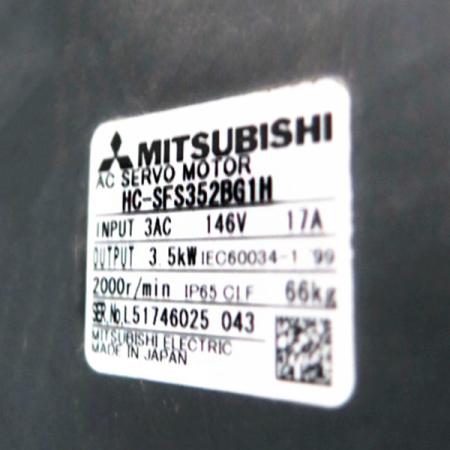 MITSUBISHI
AC SERVO MOTOR
HC-SFS352BG1H
INPUT 3AC 146V 17A
OUTPUT 3.5kW IEC60034-1 '99
2000r/min IP65 Cl.F 66kg
SER.No.L51746025 043
MITSUBISHI ELECTRIC
MADE IN JAPAN